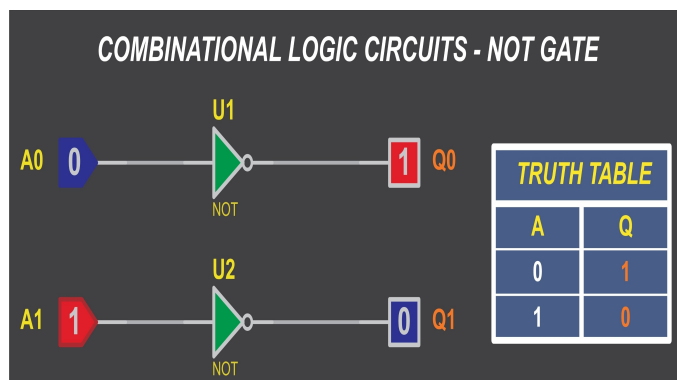 COMBINATIONAL LOGIC CIRCUITS - NOT GATE
U1
A0 0 1 Q0
NOT
U2
A1 1 0 Q1
NOT
TRUTH TABLE
A Q
0 1
1 0